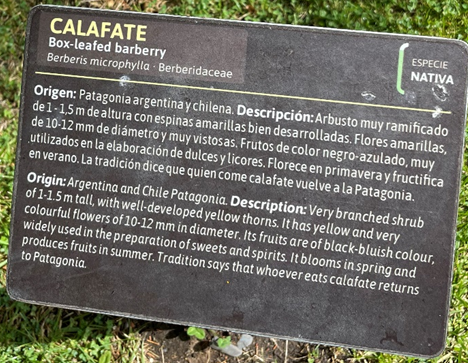 CALAFATE
Box-leafed barberry
Berberis microphylla · Berberidaceae
ESPECIE
NATIVA
Origen: Patagonia argentina y chilena. Descripción: Arbusto muy ramificado
de 1 - 1,5 m de altura con espinas amarillas bien desarrolladas. Flores amarillas,
de 10-12 mm de diámetro y muy vistosas. Frutos de color negro-azulado, muy
utilizados en la elaboración de dulces y licores. Florece en primavera y fructifica
en verano. La tradición dice que quien come calafate vuelve a la Patagonia.
Origin: Argentina and Chile Patagonia. Description: Very branched shrub
of 1-1.5 m tall, with well-developed yellow thorns. It has yellow and very
colourful flowers of 10-12 mm in diameter. Its fruits are of black-bluish colour,
widely used in the preparation of sweets and spirits. It blooms in spring and
produces fruits in summer. Tradition says that whoever eats calafate returns
to Patagonia.